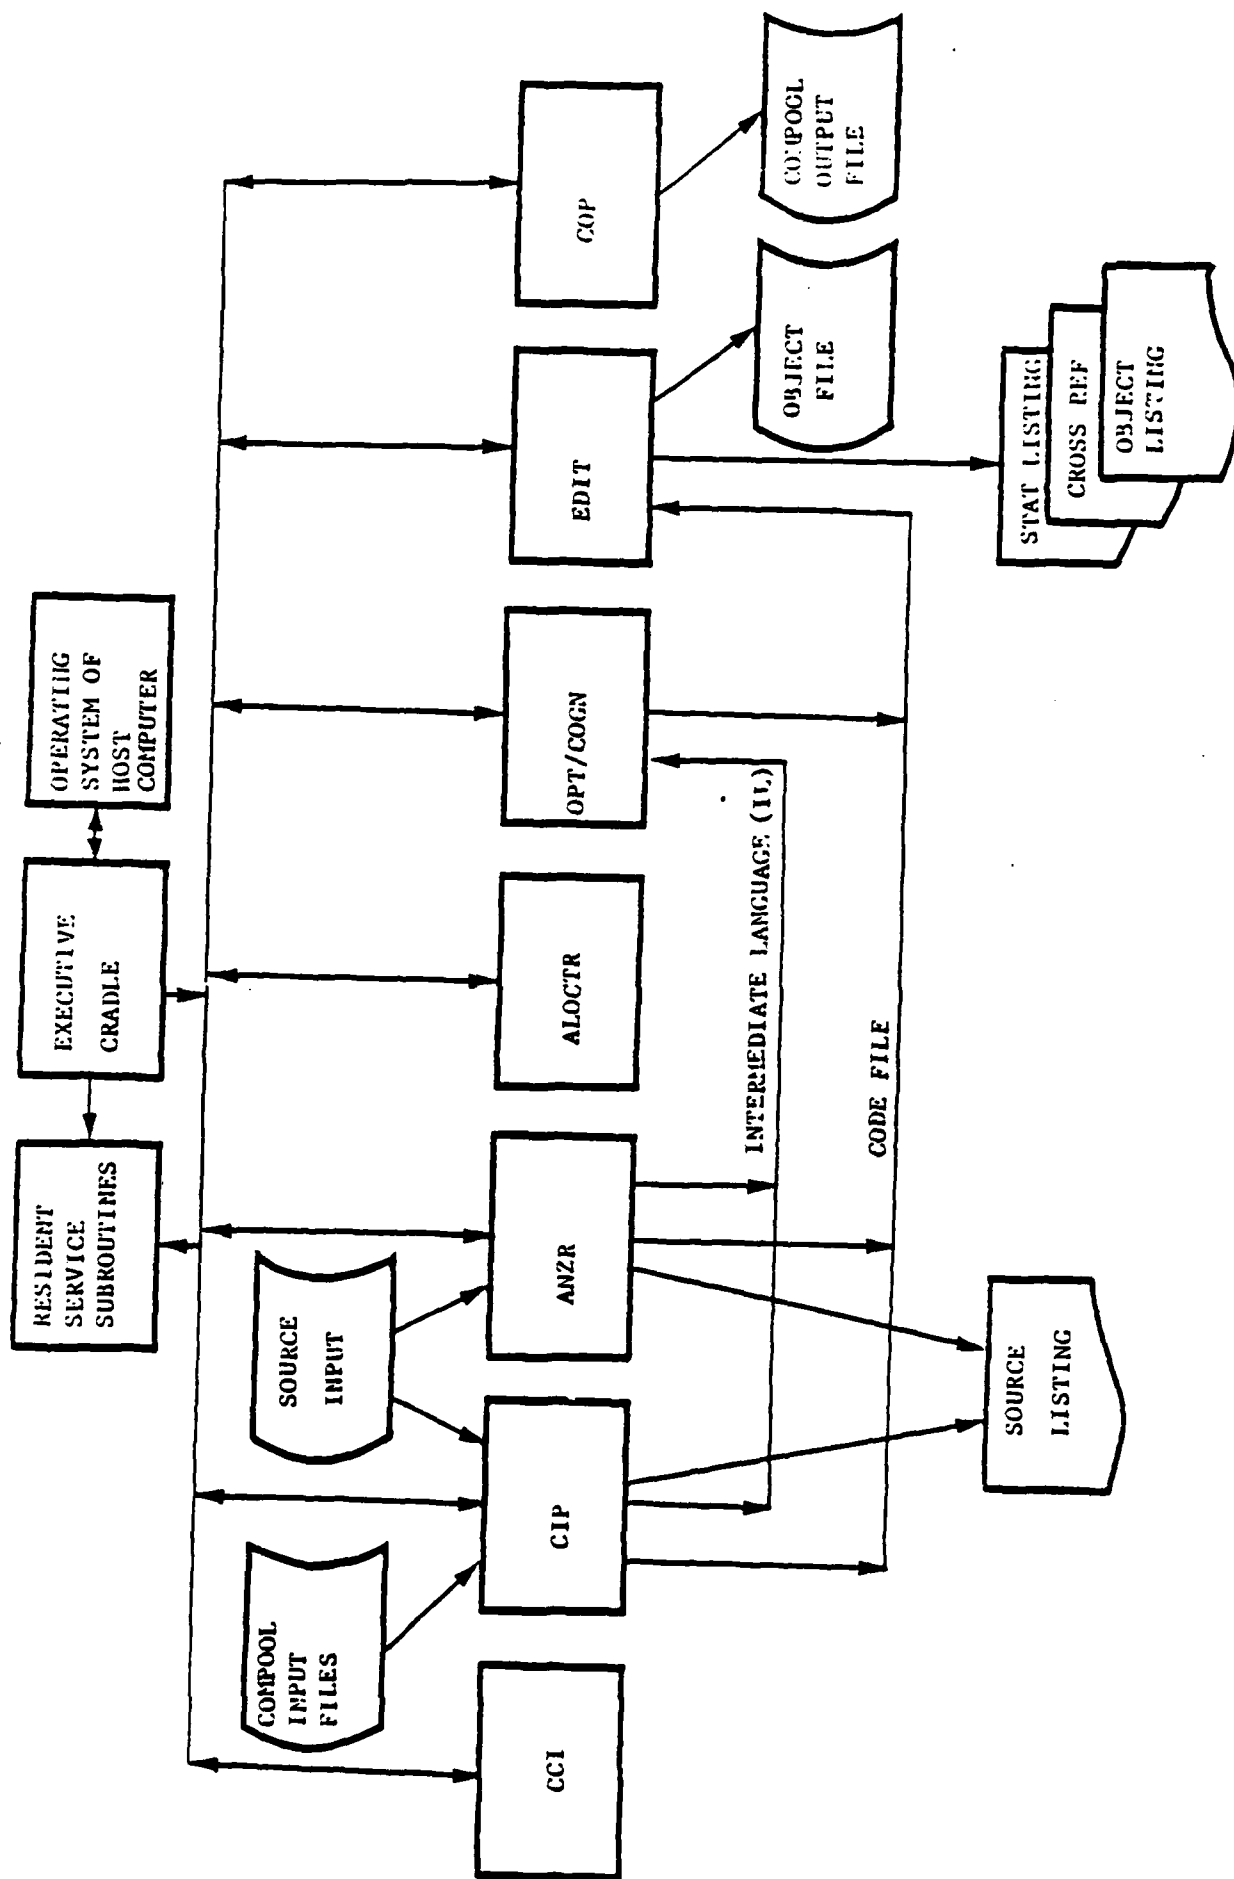 RESIDENT
SERVICE
SUBROUTINES
EXECUTIVE
CRADLE
OPERATING
SYSTEM OF
HOST
COMPUTER
COMPOOL
INPUT
FILES
SOURCE
INPUT
CCI
CIP
ANZR
ALOCTR
OPT/COGN
EDIT
COP
INTERMEDIATE LANGUAGE (IL)
CODE FILE
OBJECT
FILE
COMPOOL
OUTPUT
FILE
SOURCE
LISTING
STAT LISTING
CROSS REF
OBJECT
LISTING